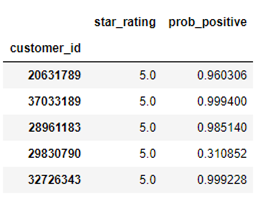 star_rating prob_positive
customer_id
20631789 5.0 0.960306
37033189 5.0 0.999400
28961183 5.0 0.985140
29830790 5.0 0.310852
32726343 5.0 0.999228